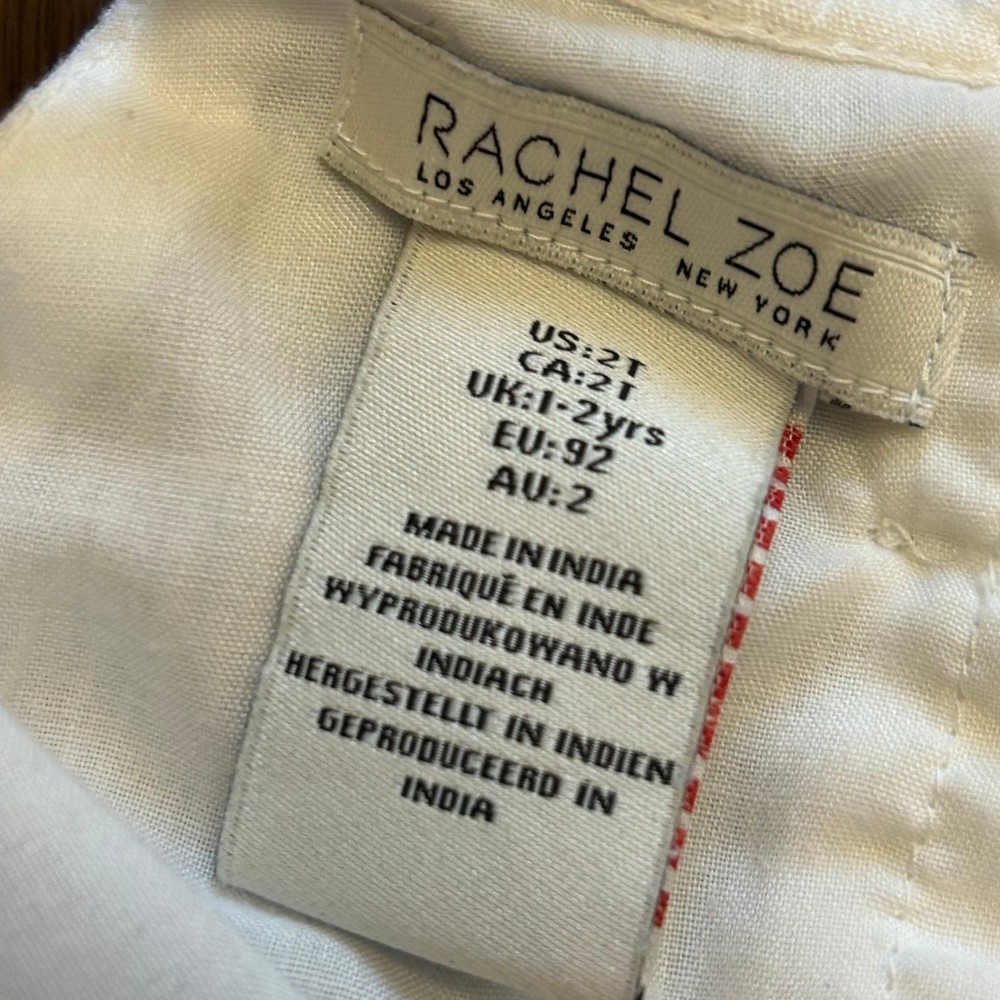 RACHEL ZOE
LOS ANGELES NEW YORK
US:2T
CA:2T
UK:1-2yrs
EU:92
AU:2
MADE IN INDIA
FABRIQUÉ EN INDE
WYPRODUKOWANO W
INDIACH
HERGESTELLT IN INDIEN
GEPRODUCEERD IN
INDIA